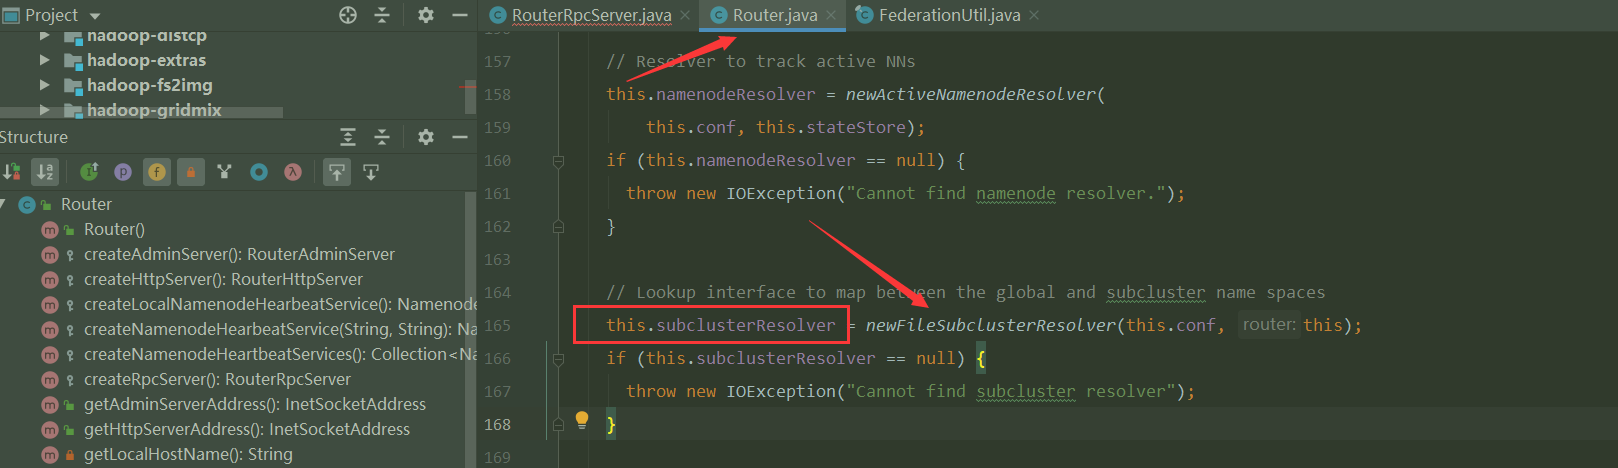 Project
hadoop-distcp
hadoop-extras
hadoop-fs2img
hadoop-gridmix
Structure
Router
Router()
createAdminServer(): RouterAdminServer
createHttpServer(): RouterHttpServer
createLocalNamenodeHearbeatService(): Namenode
createNamenodeHearbeatService(String, String): Na
createNamenodeHeartbeatServices(): Collection<Na
createRpcServer(): RouterRpcServer
getAdminServerAddress(): InetSocketAddress
getHttpServerAddress(): InetSocketAddress
getLocalHostName(): String
RouterRpcServer.java
Router.java
FederationUtil.java
156
157 // Resolver to track active NNs
158 this.namenodeResolver = newActiveNamenodeResolver(
159 this.conf, this.stateStore);
160 if (this.namenodeResolver == null) {
161 throw new IOException("Cannot find namenode resolver.");
162 }
163
164 // Lookup interface to map between the global and subcluster name spaces
165 this.subclusterResolver = newFileSubclusterResolver(this.conf, router: this);
166 if (this.subclusterResolver == null) {
167 throw new IOException("Cannot find subcluster resolver");
168 }
169